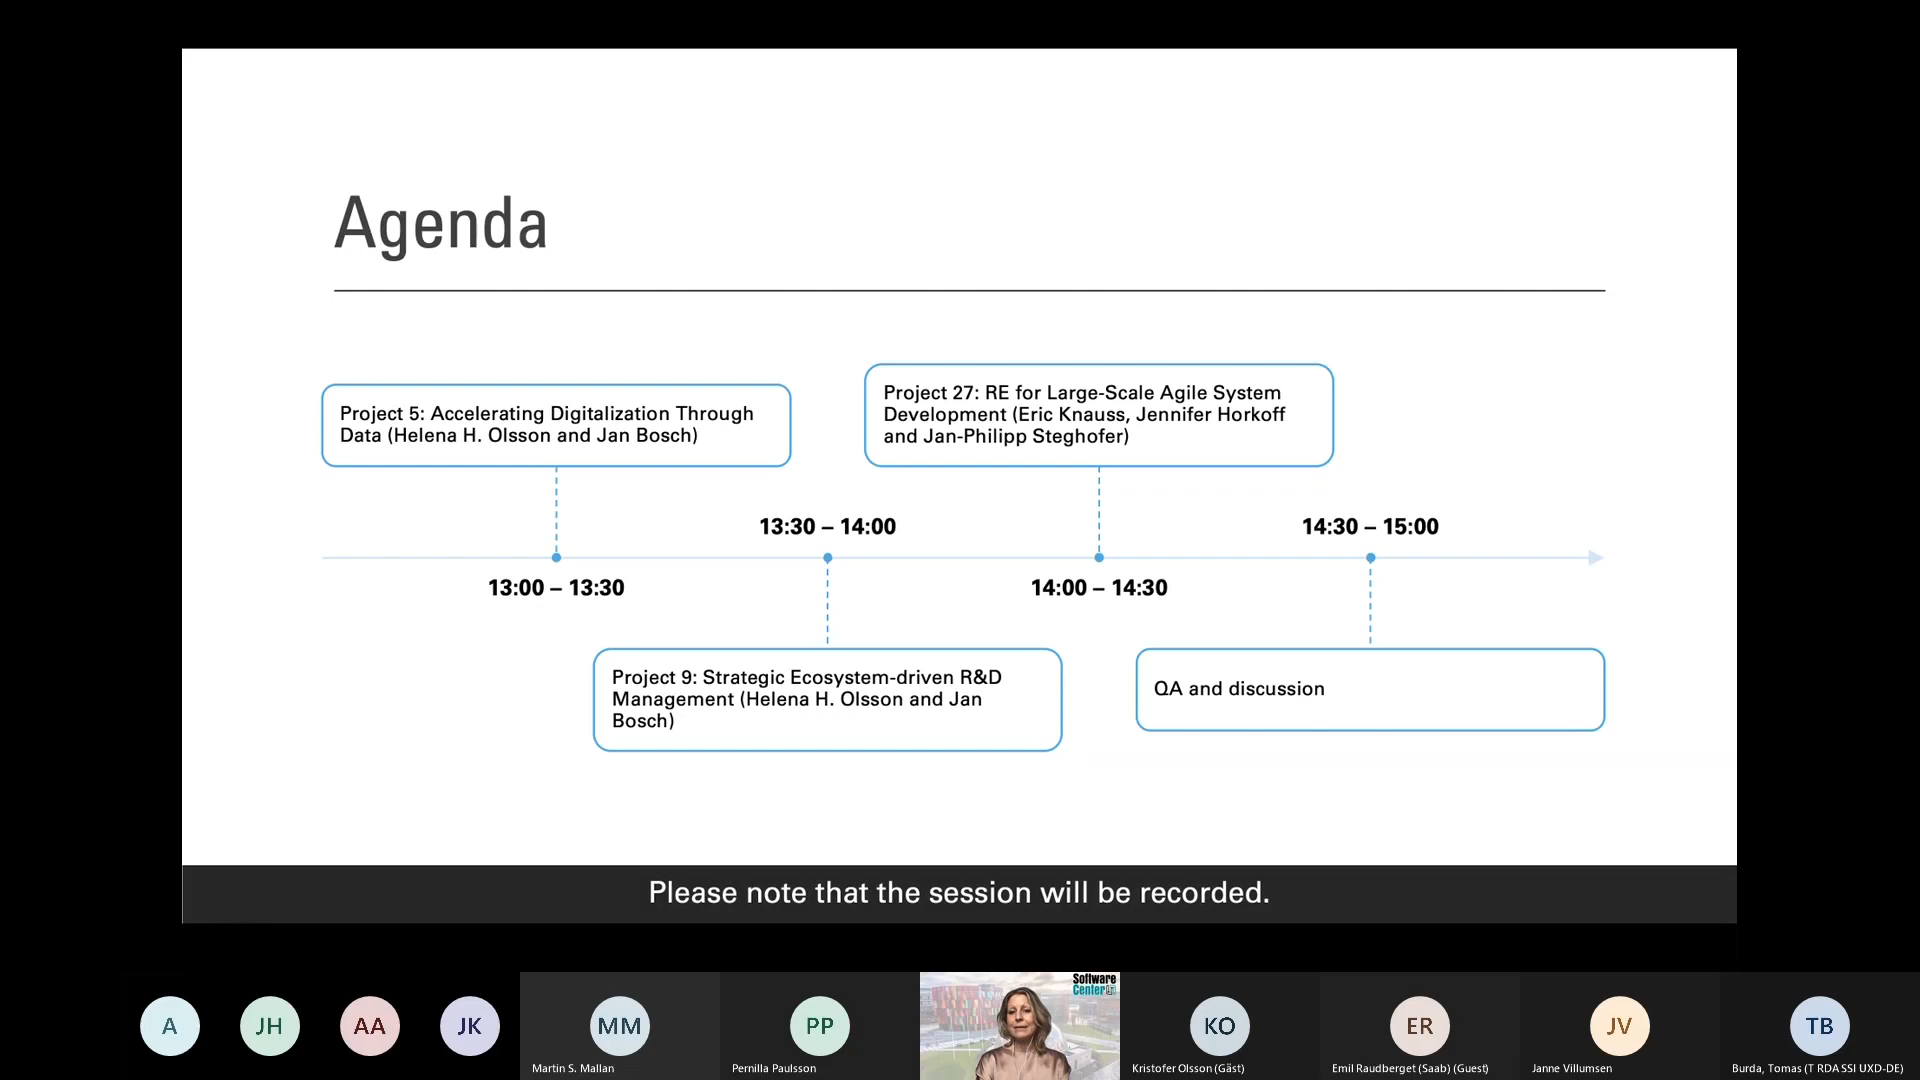 Agenda
Project 5: Accelerating Digitalization Through
Data (Helena H. Olsson and Jan Bosch)
Project 27: RE for Large-Scale Agile System
Development (Eric Knauss, Jennifer Horkoff
and Jan-Philipp Steghofer)
13:30 – 14:00
14:30 – 15:00
13:00 – 13:30
14:00 – 14:30
Project 9: Strategic Ecosystem-driven R&D
Management (Helena H. Olsson and Jan
Bosch)
QA and discussion
Please note that the session will be recorded.
Software
Center
A
JH
AA
JK
MM
PP
KO
ER
JV
TB
Martin S. Mallan
Pernilla Paulsson
Kristofer Olsson (Gäst)
Emil Raudberget (Saab) (Guest)
Janne Villumsen
Burda, Tomas (T RDA SSI UXD-DE)